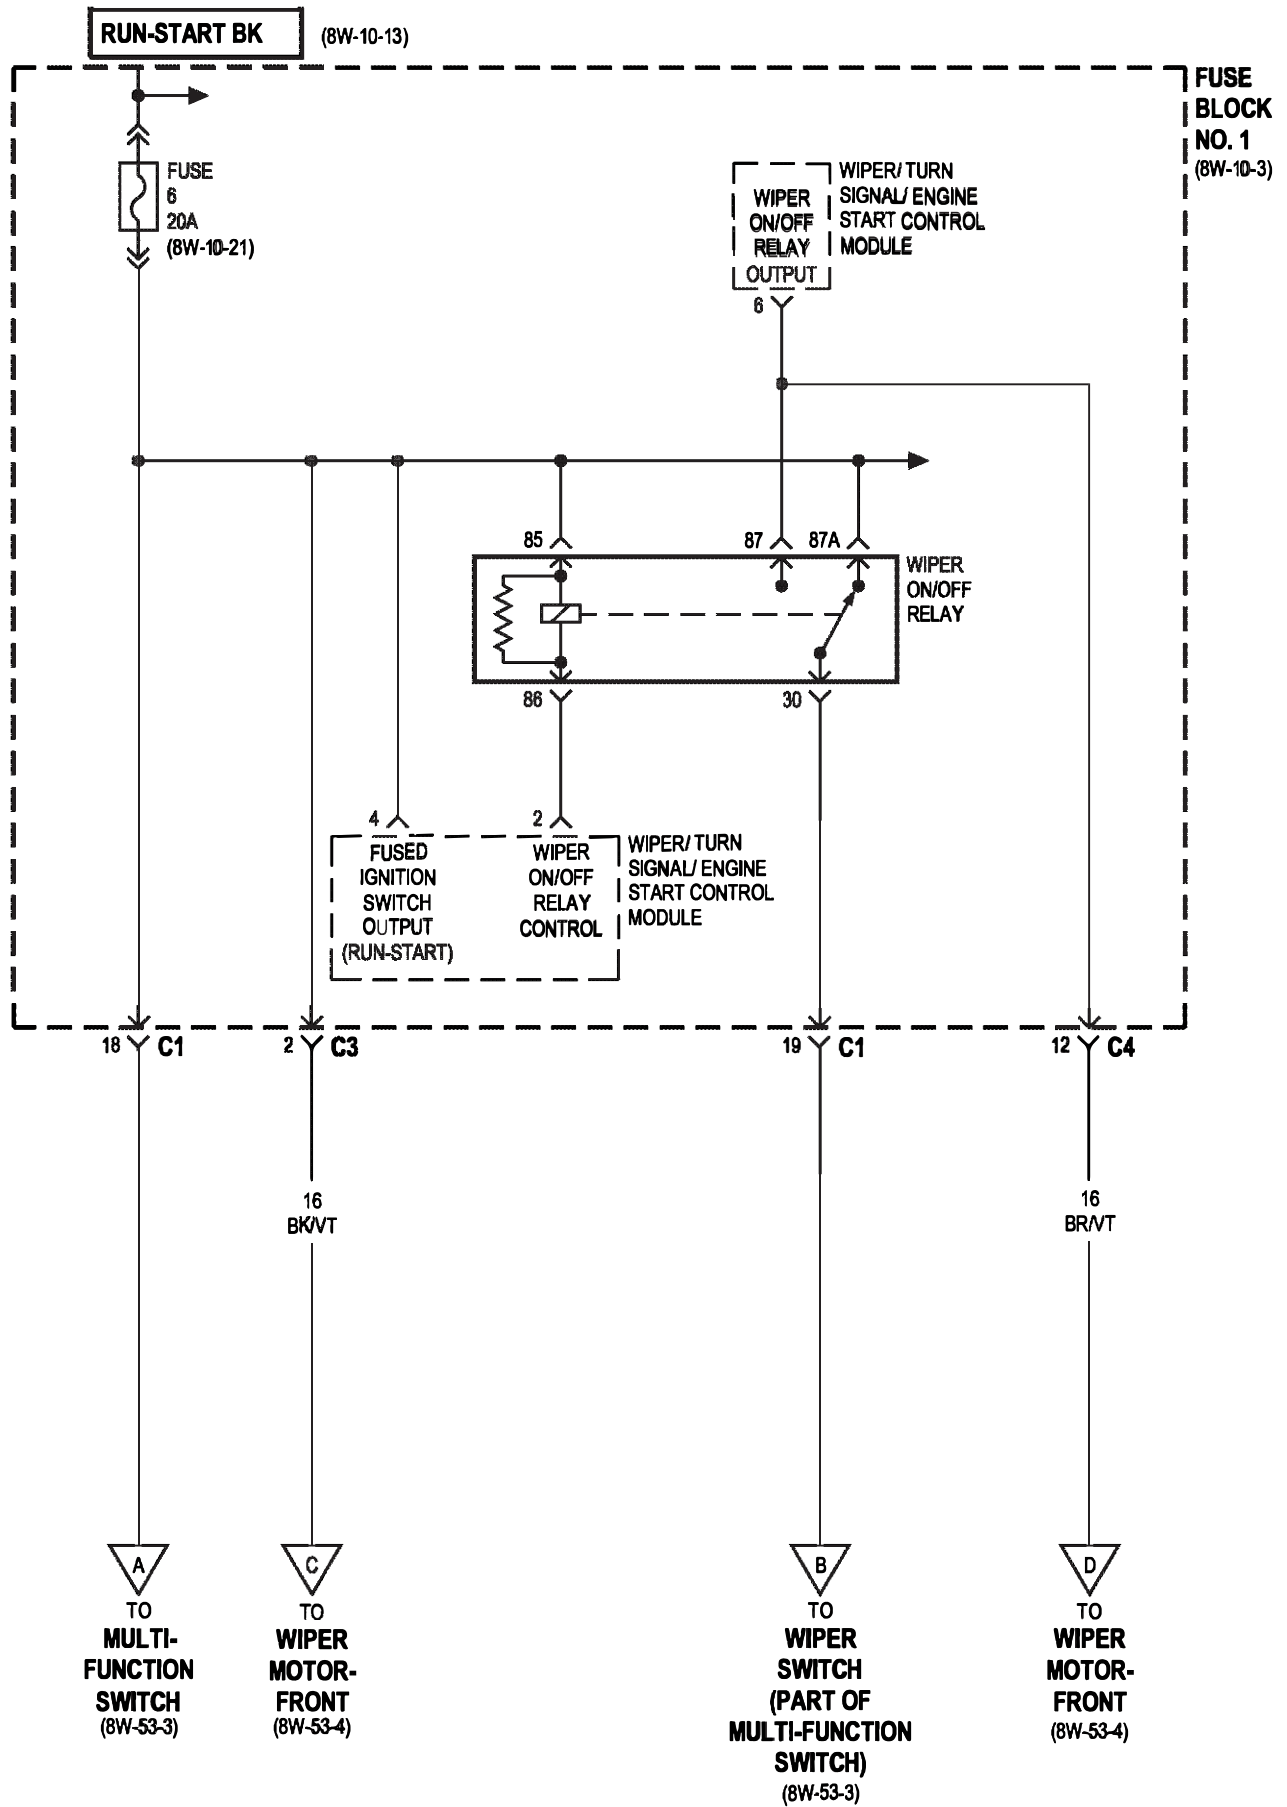 RUN-START BK
(8W-10-13)
FUSE
BLOCK
NO. 1
(8W-10-3)
FUSE
6
20A
(8W-10-21)
WIPER
ON/OFF
RELAY
OUTPUT
WIPER/ TURN
SIGNAL/ ENGINE
START CONTROL
MODULE
6
85
87
87A
WIPER
ON/OFF
RELAY
86
30
4
2
FUSED
IGNITION
SWITCH
OUTPUT
(RUN-START)
WIPER
ON/OFF
RELAY
CONTROL
WIPER/ TURN
SIGNAL/ ENGINE
START CONTROL
MODULE
18
C1
2
C3
19
C1
12
C4
16
BK/VT
16
BR/VT
A
TO
MULTI-
FUNCTION
SWITCH
(8W-53-3)
C
TO
WIPER
MOTOR-
FRONT
(8W-53-4)
B
TO
WIPER
SWITCH
(PART OF
MULTI-FUNCTION
SWITCH)
(8W-53-3)
D
TO
WIPER
MOTOR-
FRONT
(8W-53-4)